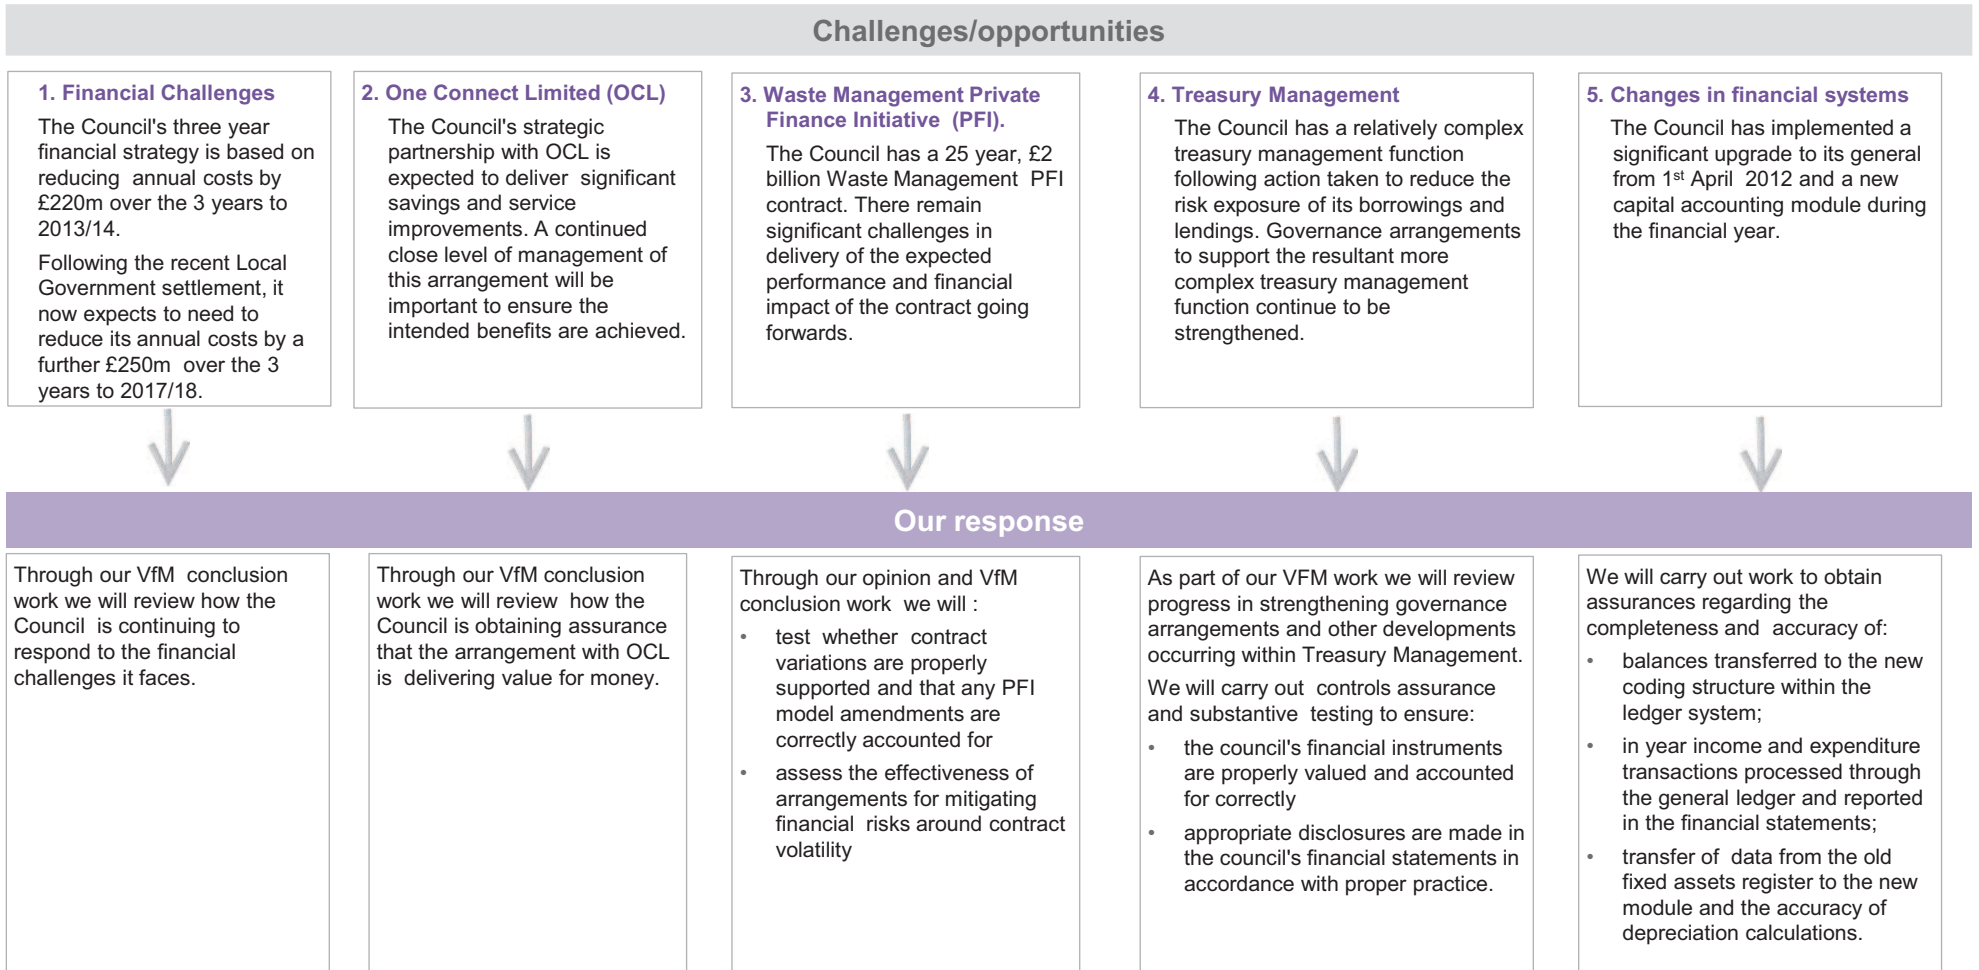 Challenges/opportunities
1. Financial Challenges
The Council's three year
financial strategy is based on
reducing annual costs by
£220m over the 3 years to
2013/14.
Following the recent Local
Government settlement, it
now expects to need to
reduce its annual costs by a
further £250m over the 3
years to 2017/18.
2. One Connect Limited (OCL)
The Council's strategic
partnership with OCL is
expected to deliver significant
savings and service
improvements. A continued
close level of management of
this arrangement will be
important to ensure the
intended benefits are achieved.
3. Waste Management Private
Finance Initiative (PFI).
The Council has a 25 year, £2
billion Waste Management PFI
contract. There remain
significant challenges in
delivery of the expected
performance and financial
impact of the contract going
forwards.
4. Treasury Management
The Council has a relatively complex
treasury management function
following action taken to reduce the
risk exposure of its borrowings and
lendings. Governance arrangements
to support the resultant more
complex treasury management
function continue to be
strengthened.
5. Changes in financial systems
The Council has implemented a
significant upgrade to its general
from 1st April 2012 and a new
capital accounting module during
the financial year.
Our response
Through our VfM conclusion
work we will review how the
Council is continuing to
respond to the financial
challenges it faces.
Through our VfM conclusion
work we will review how the
Council is obtaining assurance
that the arrangement with OCL
is delivering value for money.
Through our opinion and VfM
conclusion work we will :
• test whether contract
variations are properly
supported and that any PFI
model amendments are
correctly accounted for
• assess the effectiveness of
arrangements for mitigating
financial risks around contract
volatility
As part of our VFM work we will review
progress in strengthening governance
arrangements and other developments
occurring within Treasury Management.
We will carry out controls assurance
and substantive testing to ensure:
• the council's financial instruments
are properly valued and accounted
for correctly
• appropriate disclosures are made in
the council's financial statements in
accordance with proper practice.
We will carry out work to obtain
assurances regarding the
completeness and accuracy of:
• balances transferred to the new
coding structure within the
ledger system;
• in year income and expenditure
transactions processed through
the general ledger and reported
in the financial statements;
• transfer of data from the old
fixed assets register to the new
module and the accuracy of
depreciation calculations.